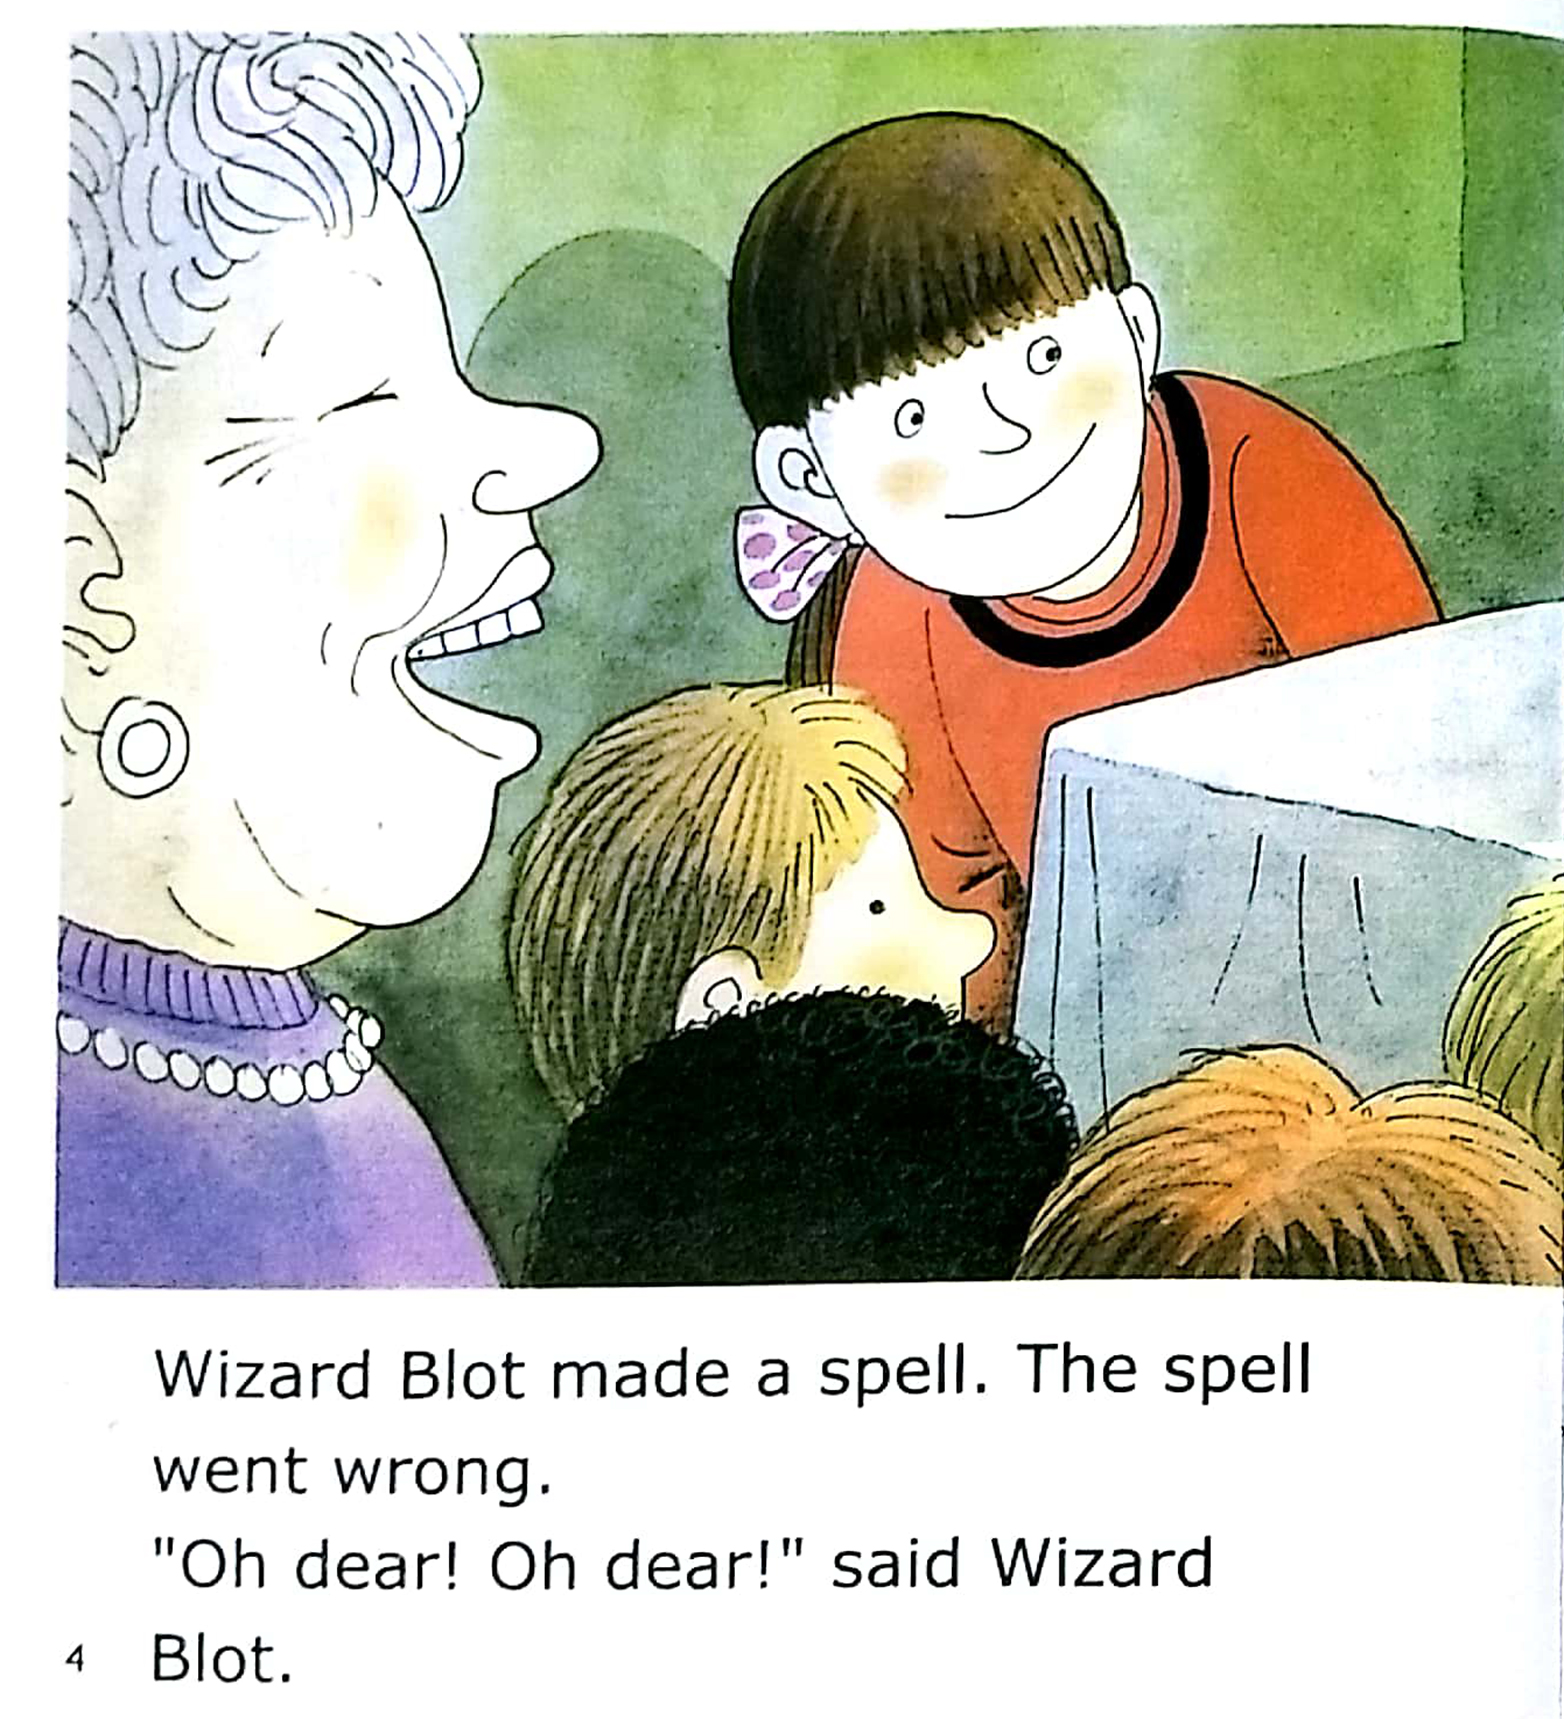 Wizard Blot made a spell. The spell
went wrong.
"Oh dear! Oh dear!" said Wizard
Blot.
4